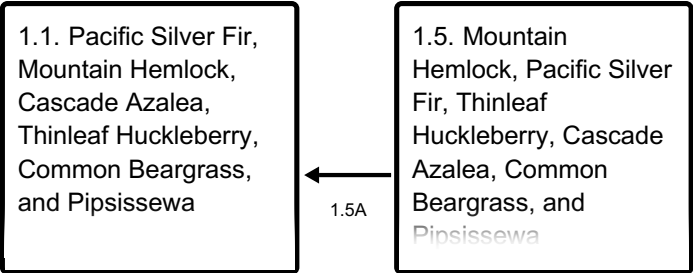 1.1. Pacific Silver Fir,
Mountain Hemlock,
Cascade Azalea,
Thinleaf Huckleberry,
Common Beargrass,
and Pipsissewa
1.5A
1.5. Mountain
Hemlock, Pacific Silver
Fir, Thinleaf
Huckleberry, Cascade
Azalea, Common
Beargrass, and
Pipsissewa